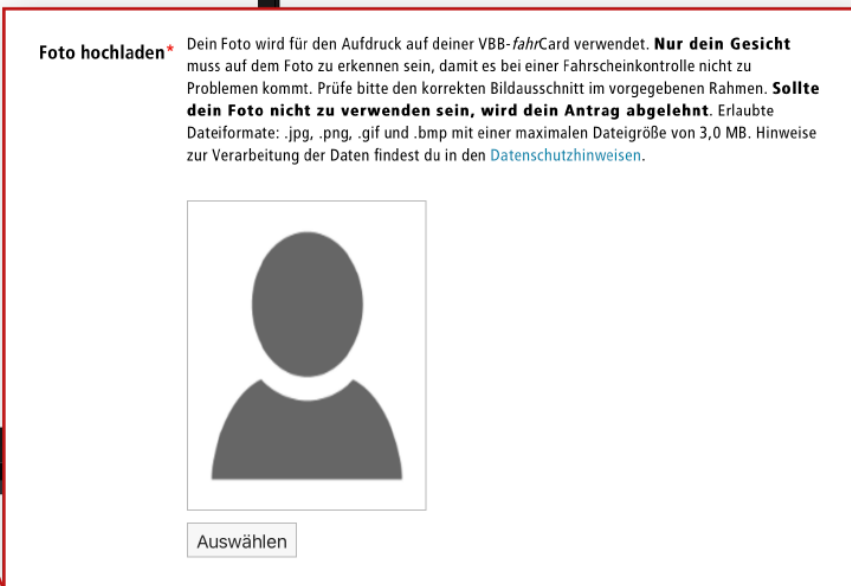 Foto hochladen*
Dein Foto wird für den Aufdruck auf deiner VBB-fahrCard verwendet. Nur dein Gesicht
muss auf dem Foto zu erkennen sein, damit es bei einer Fahrscheinkontrolle nicht zu
Problemen kommt. Prüfe bitte den korrekten Bildausschnitt im vorgegebenen Rahmen. Sollte
dein Foto nicht zu verwenden sein, wird dein Antrag abgelehnt. Erlaubte
Dateiformate: .jpg, .png, .gif und .bmp mit einer maximalen Dateigröße von 3,0 MB. Hinweise
zur Verarbeitung der Daten findest du in den Datenschutzhinweisen.
Auswählen